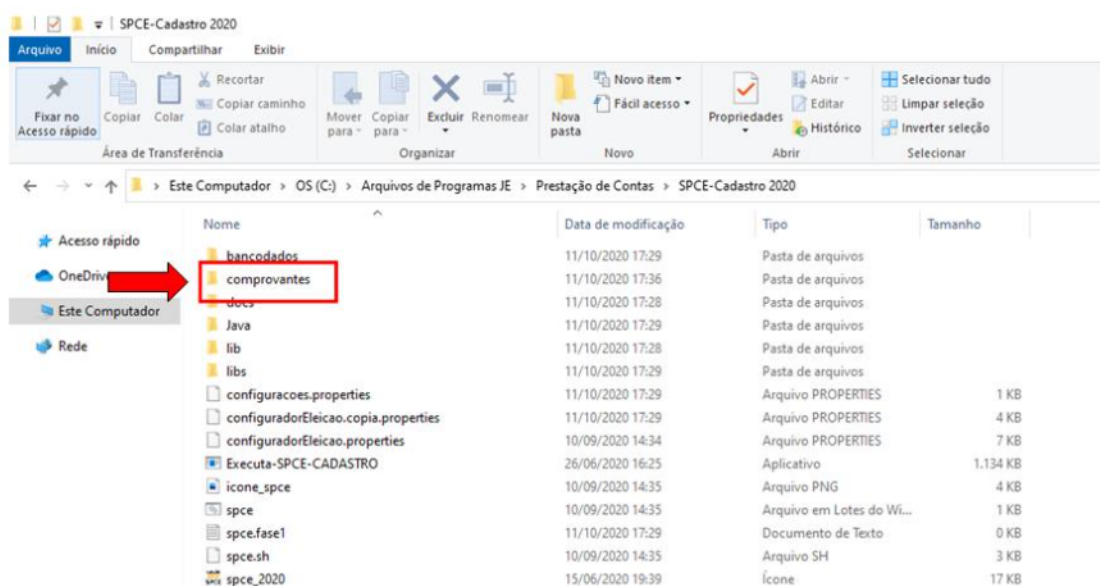 SPCE-Cadastro 2020
Arquivo Início Compartilhar Exibir
Fixar no Acesso rápido
Copiar
Colar
Recortar
Copiar caminho
Colar atalho
Área de Transferência
Mover para
Copiar para
Excluir
Renomear
Organizar
Nova pasta
Novo item
Fácil acesso
Novo
Propriedades
Abrir
Editar
Histórico
Abrir
Selecionar tudo
Limpar seleção
Inverter seleção
Selecionar
Este Computador > OS (C:) > Arquivos de Programas JE > Prestação de Contas > SPCE-Cadastro 2020
Acesso rápido
Este Computador
Rede
Nome Data de modificação Tipo Tamanho
bancodados 11/10/2020 17:29 Pasta de arquivos
comprovantes 11/10/2020 17:36 Pasta de arquivos
docs 11/10/2020 17:28 Pasta de arquivos
Java 11/10/2020 17:29 Pasta de arquivos
lib 11/10/2020 17:28 Pasta de arquivos
libs 11/10/2020 17:29 Pasta de arquivos
configuracoes.properties 11/10/2020 17:29 Arquivo PROPERTIES 1 KB
configuradorEleicao.copia.properties 11/10/2020 17:29 Arquivo PROPERTIES 4 KB
configuradorEleicao.properties 10/09/2020 14:34 Arquivo PROPERTIES 7 KB
Executa-SPCE-CADASTRO 26/06/2020 16:25 Aplicativo 1.134 KB
icone_spce 10/09/2020 14:35 Arquivo PNG 4 KB
spce 10/09/2020 14:35 Arquivo em Lotes do Wi... 1 KB
spce.fase1 11/10/2020 17:29 Documento de Texto 0 KB
spce.sh 10/09/2020 14:35 Arquivo SH 3 KB
spce_2020 15/06/2020 19:39 Ícone 17 KB